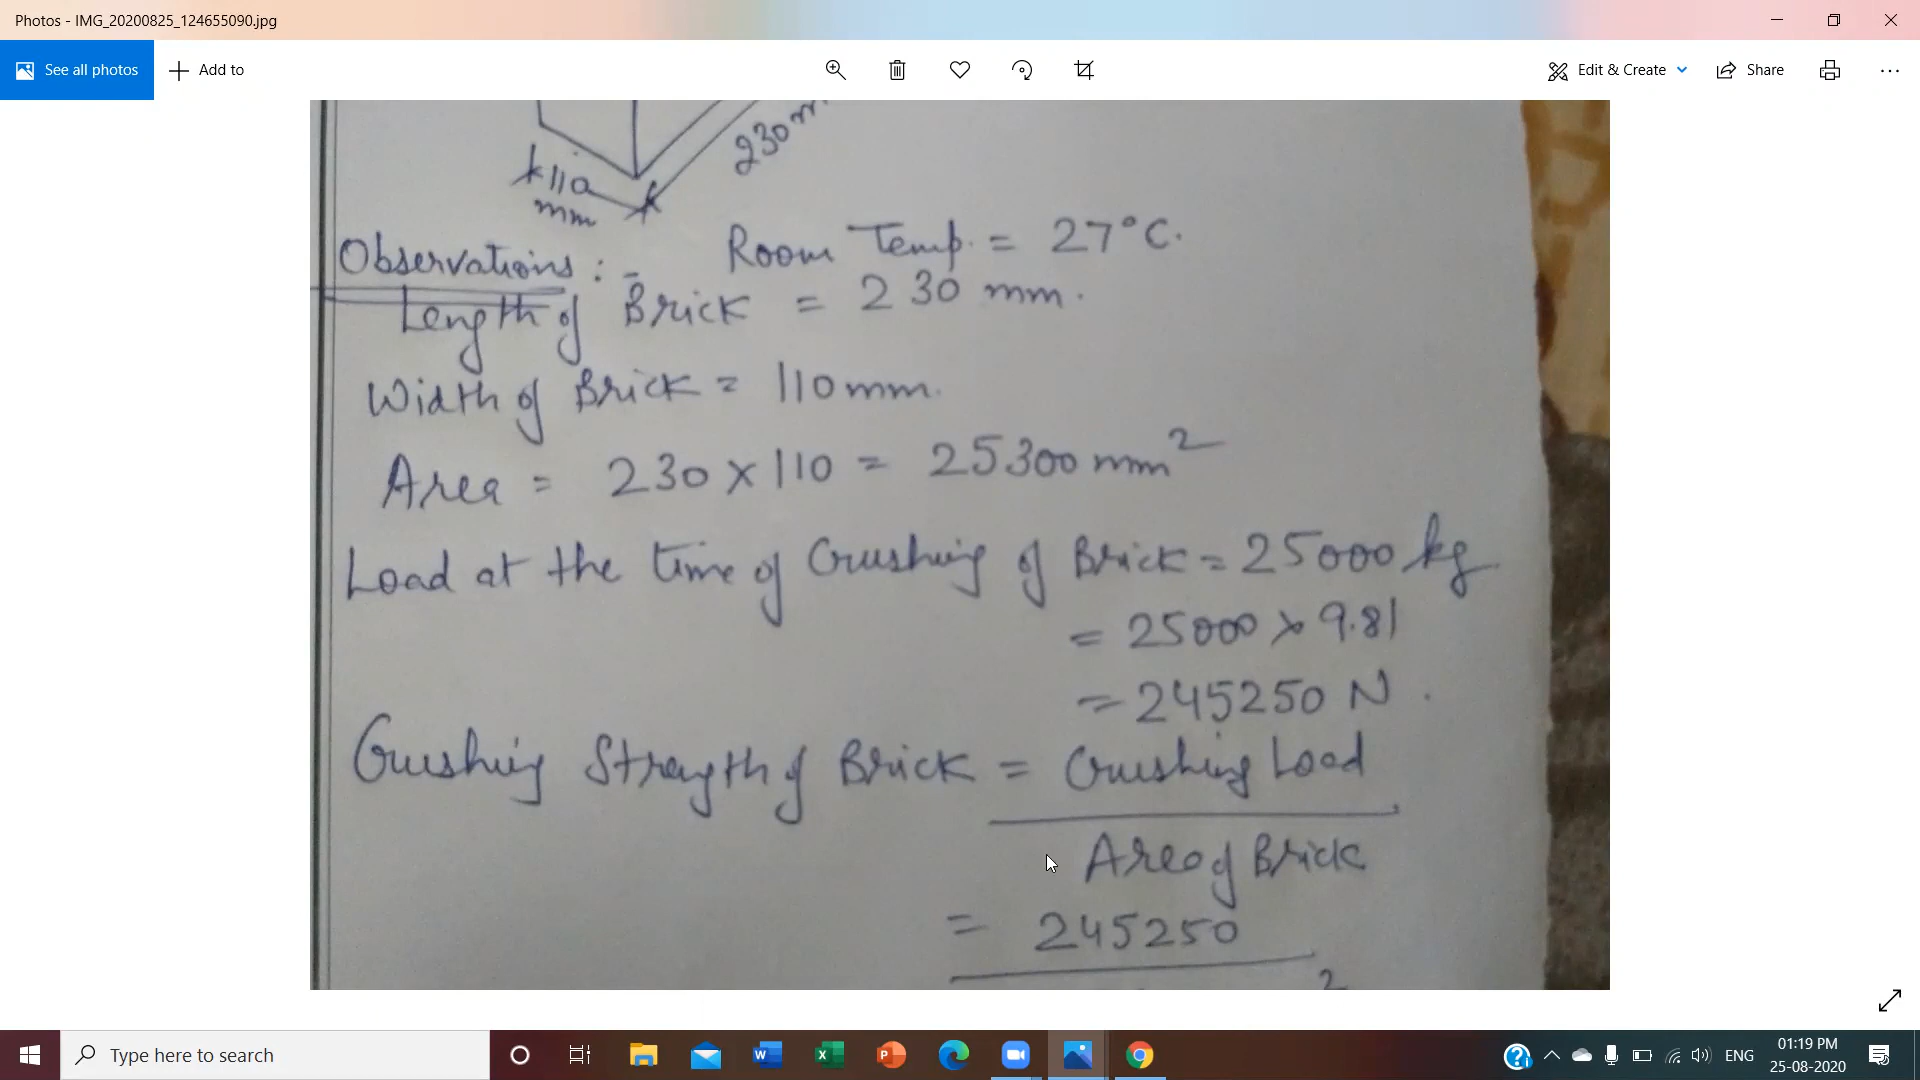 Photos - IMG_20200825_124655090.jpg
See all photos
Add to
Edit & Create
Share
110
mm
230 m
Observations :- Room Temp. = 27°C.
Length of Brick = 230 mm.
Width of Brick = 110 mm.
Area = 230 x 110 = 25300 mm²
Load at the time of Crushing of Brick = 25000 kg
= 25000 x 9.81
= 245250 N.
Crushing Strength of Brick = Crushing Load
Area of Brick
= 245250
2
Type here to search
ENG
01:19 PM
25-08-2020